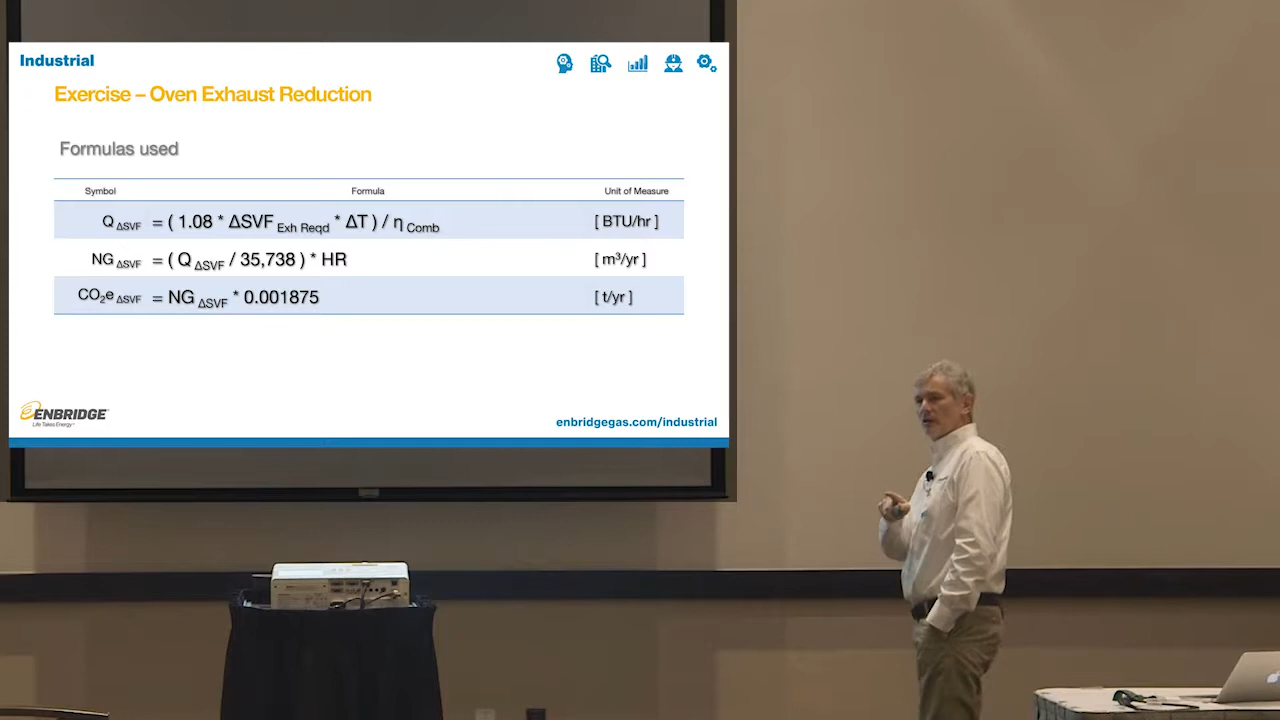 Industrial
Exercise – Oven Exhaust Reduction
Formulas used
Symbol Formula Unit of Measure
Q ΔSVF = ( 1.08 * ΔSVF Exh Reqd * ΔT ) / η Comb [ BTU/hr ]
NG ΔSVF = ( Q ΔSVF / 35,738 ) * HR [ m³/yr ]
CO₂e ΔSVF = NG ΔSVF * 0.001875 [ t/yr ]
ENBRIDGE™
Life Takes Energy™
enbridgegas.com/industrial